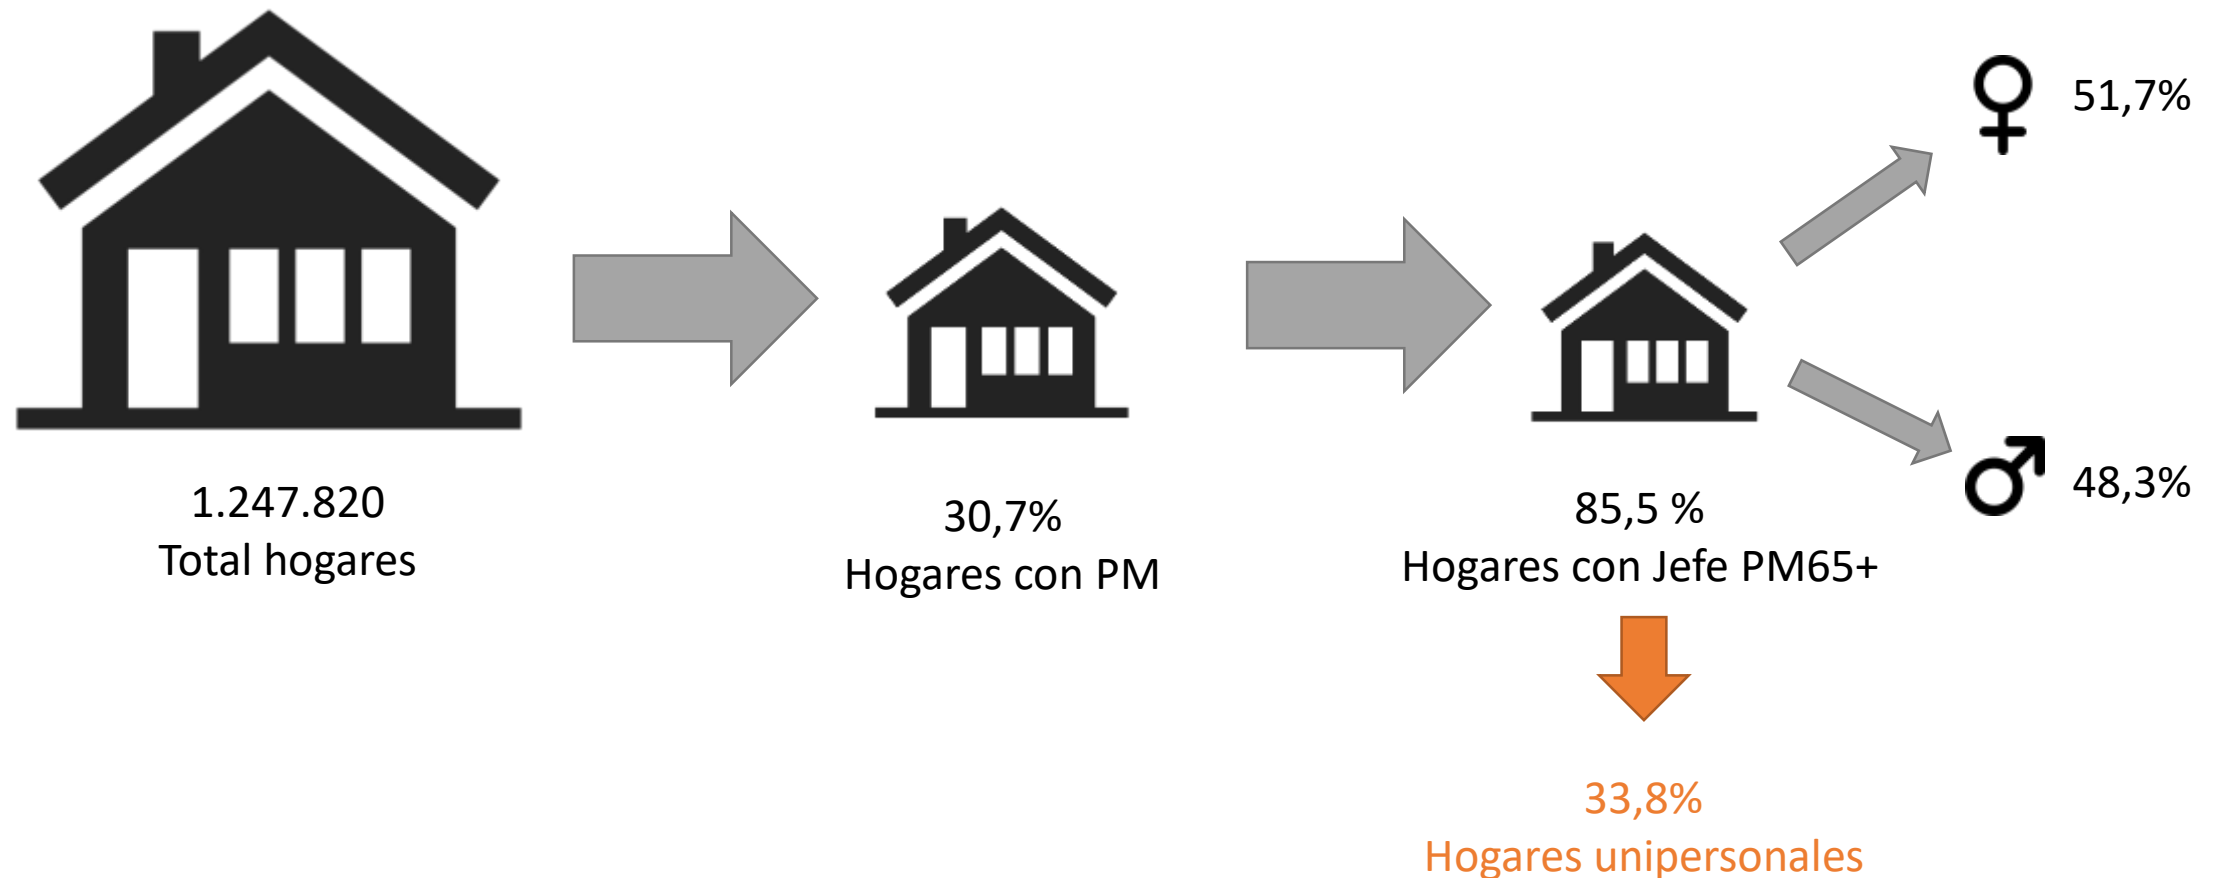 1.247.820
Total hogares
30,7%
Hogares con PM
85,5 %
Hogares con Jefe PM65+
51,7%
48,3%
33,8%
Hogares unipersonales